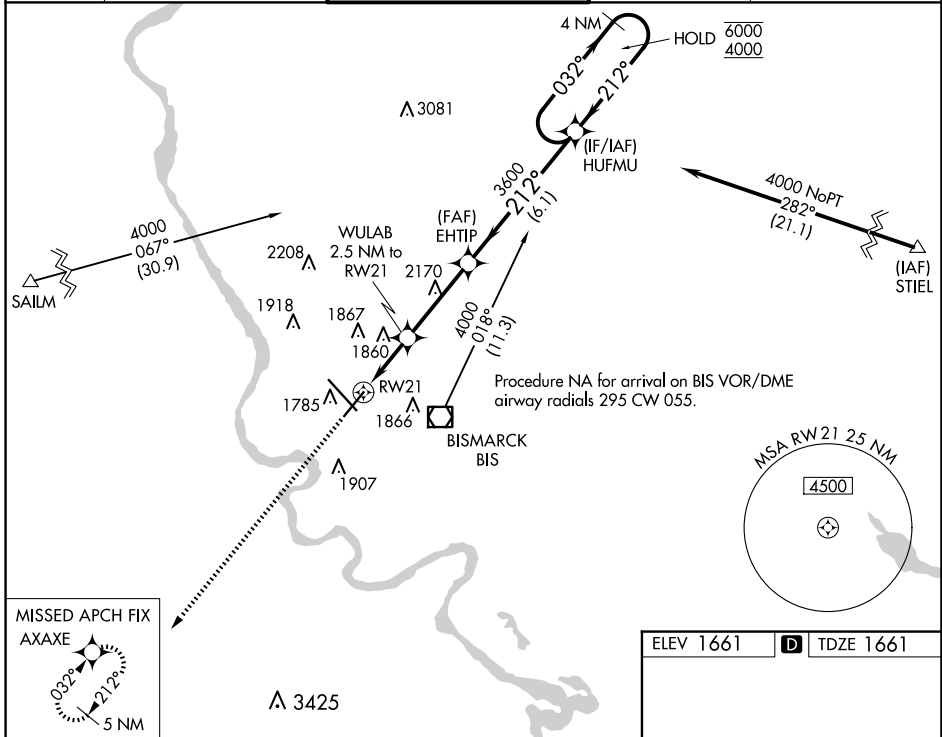 4 NM
HOLD
6000
4000
032°
212°
3081
(IF/IAF)
HUFMU
3600
212°
(6.1)
4000 NoPT
282°
(21.1)
(IAF)
STIEL
(FAF)
EHTIP
WULAB
2.5 NM to
RW21
4000
067°
(30.9)
SAILM
2208
2170
1918
1867
1860
4000
018°
(11.3)
RW21
1785
1866
BISMARCK
BIS
Procedure NA for arrival on BIS VOR/DME
airway radials 295 CW 055.
1907
MSA RW21 25 NM
4500
MISSED APCH FIX
AXAXE
032°
212°
5 NM
3425
ELEV 1661
D
TDZE 1661